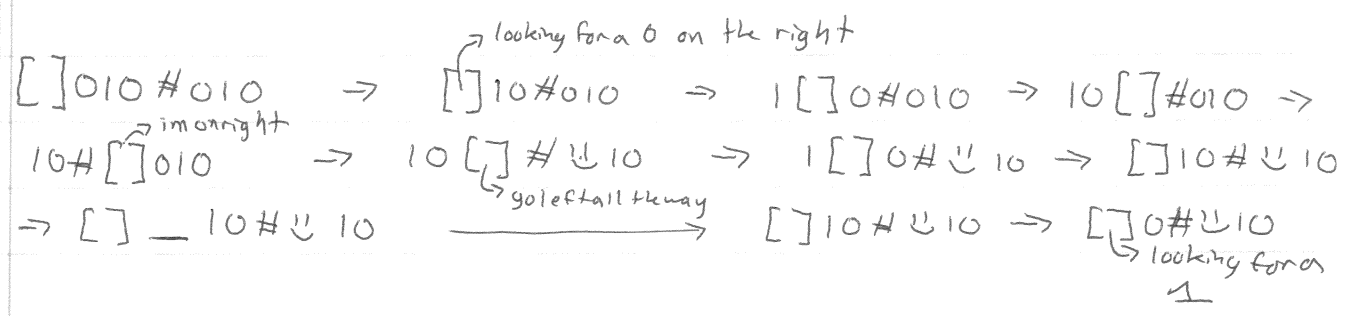 looking for a 0 on the right
[ ]010#010 → [ ]10#010 → 1[ ]0#010 → 10[ ]#010 →
im on right
10#[ ]010 → 10[ ]# ⍨10 → 1[ ]0#⍨10 → [ ]10#⍨10
go left all the way
→ [ ] _ 10#⍨10 → [ ]10#⍨10 → [ ]0#⍨10
looking for a
1